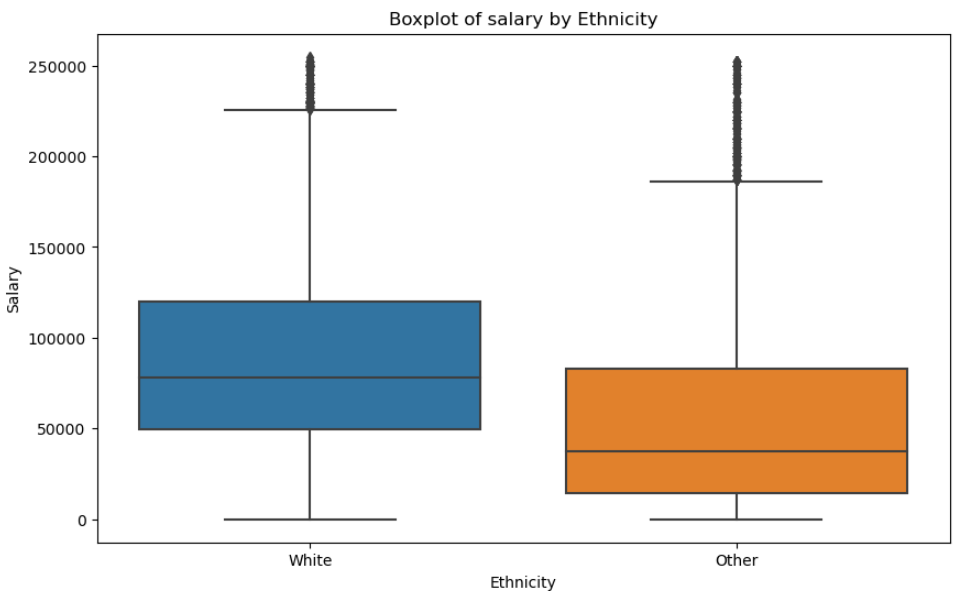 Boxplot of salary by Ethnicity
250000
200000
150000
100000
50000
0
Salary
White
Other
Ethnicity